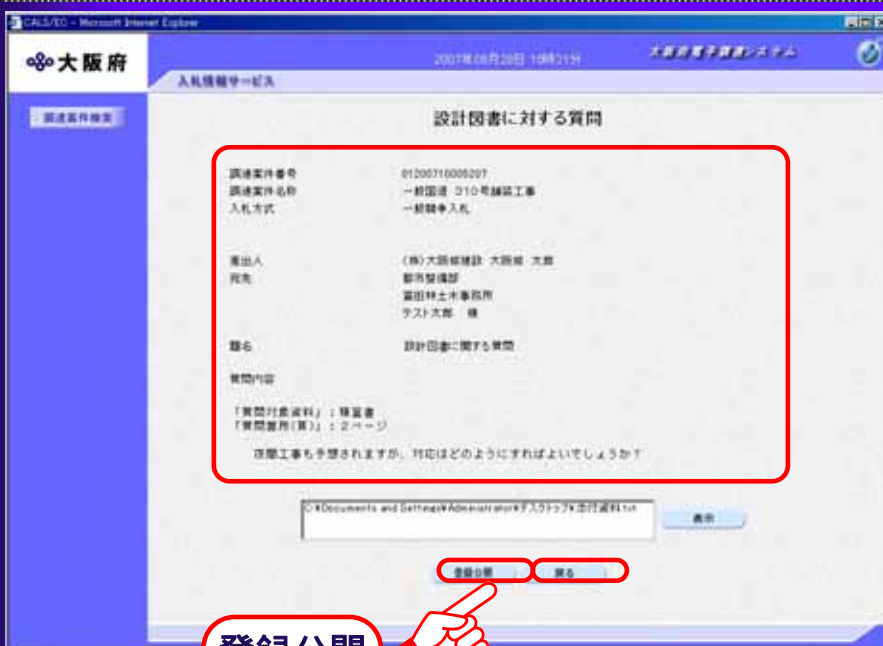 CALS/EC - Microsoft Internet Explorer
大阪府
2007年08月28日 10時21分
大阪府電子調達システム
入札情報サービス
調達案件検索
設計図書に対する質問
調達案件番号
調達案件名称 一般国道 310号舗装工事
入札方式 一般競争入札
差出人 (株)大阪城建設 大阪城 太郎
宛先 都市整備部
富田林土木事務所
テスト太郎 様
題名 設計図書に関する質問
質問内容
「質問対象資料」:積算書
「質問箇所(頁)」:2ページ
夜間工事も予想されますが、対応はどのようにすればよいでしょうか?
C:¥Documents and Settings¥Administrator¥デスクトップ¥添付資料.txt
表示
登録公開 戻る
登録公開